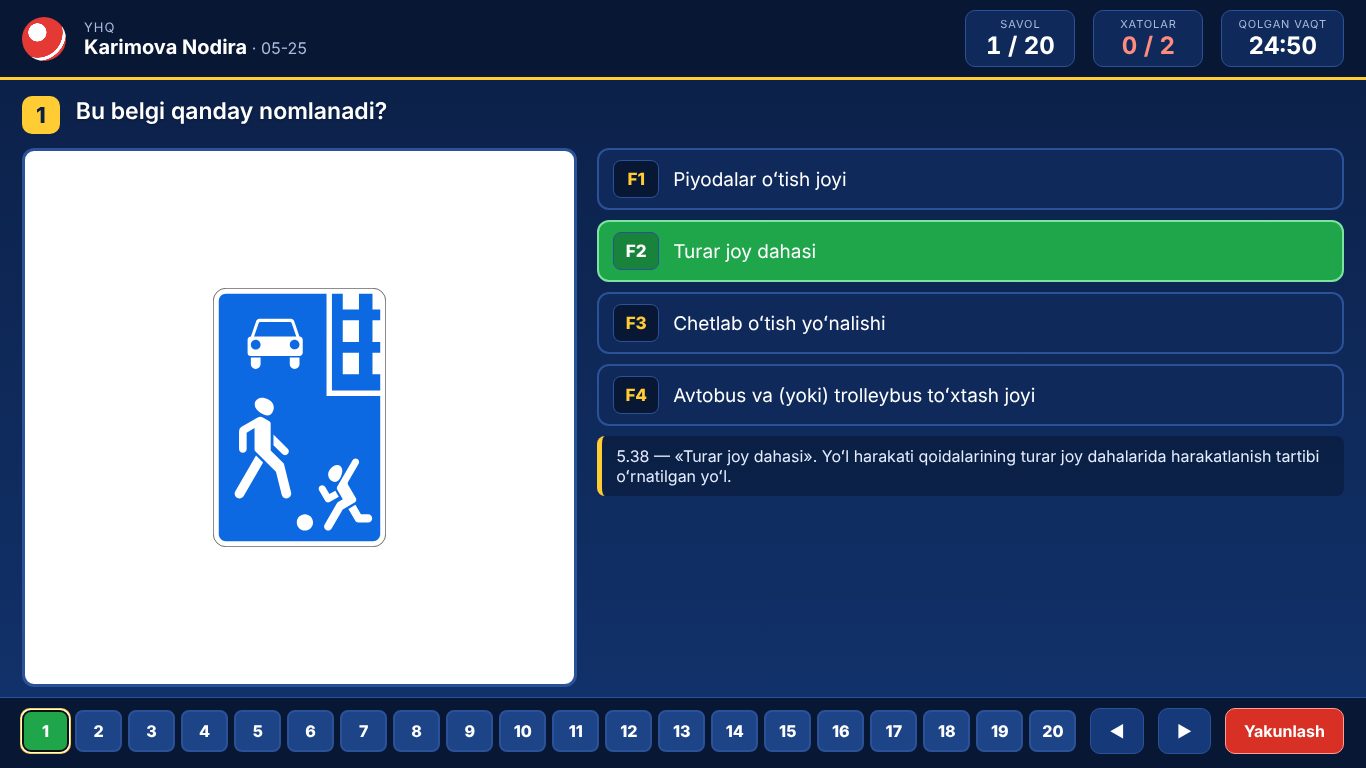 YHQ
Karimova Nodira · 05-25
SAVOL
1 / 20
XATOLAR
0 / 2
QOLGAN VAQT
24:50
1
Bu belgi qanday nomlanadi?
F1 Piyodalar oʻtish joyi
F2 Turar joy dahasi
F3 Chetlab oʻtish yoʻnalishi
F4 Avtobus va (yoki) trolleybus toʻxtash joyi
5.38 — «Turar joy dahasi». Yoʻl harakati qoidalarining turar joy dahalarida harakatlanish tartibi
oʻrnatilgan yoʻl.
1 2 3 4 5 6 7 8 9 10 11 12 13 14 15 16 17 18 19 20 ◀ ▶ Yakunlash